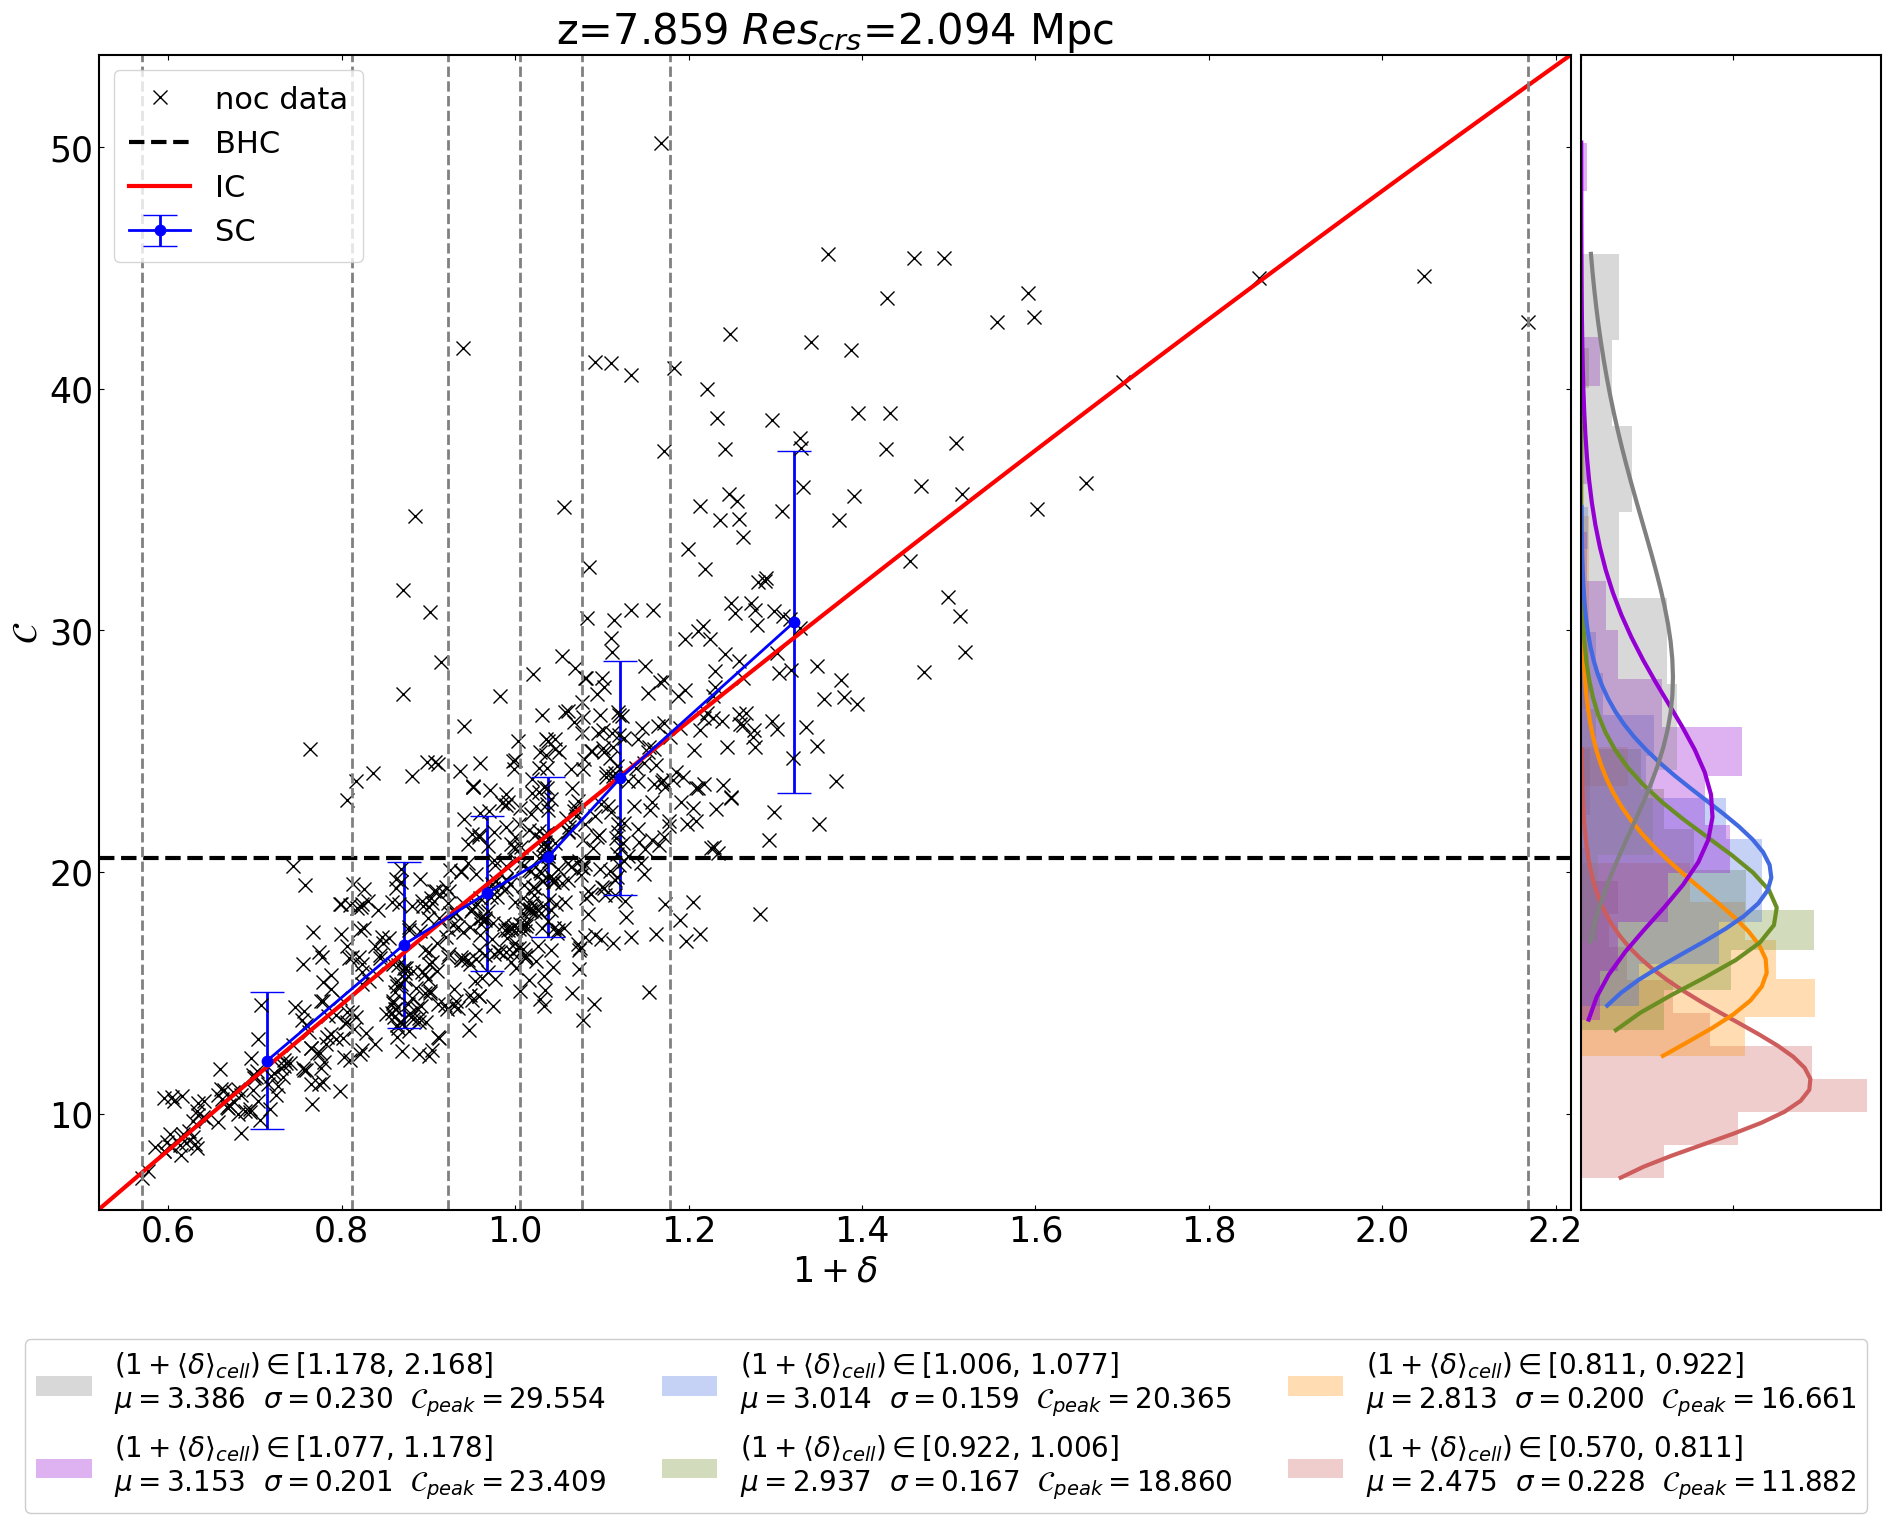 z=7.859 Res_crs=2.094 Mpc
noc data
BHC
IC
SC
50
40
30
20
10
𝒞
0.6 0.8 1.0 1.2 1.4 1.6 1.8 2.0 2.2
1 + δ
(1 + ⟨δ⟩_cell) ∈ [1.178, 2.168]
μ = 3.386 σ = 0.230 𝒞_peak = 29.554
(1 + ⟨δ⟩_cell) ∈ [1.077, 1.178]
μ = 3.153 σ = 0.201 𝒞_peak = 23.409
(1 + ⟨δ⟩_cell) ∈ [1.006, 1.077]
μ = 3.014 σ = 0.159 𝒞_peak = 20.365
(1 + ⟨δ⟩_cell) ∈ [0.922, 1.006]
μ = 2.937 σ = 0.167 𝒞_peak = 18.860
(1 + ⟨δ⟩_cell) ∈ [0.811, 0.922]
μ = 2.813 σ = 0.200 𝒞_peak = 16.661
(1 + ⟨δ⟩_cell) ∈ [0.570, 0.811]
μ = 2.475 σ = 0.228 𝒞_peak = 11.882